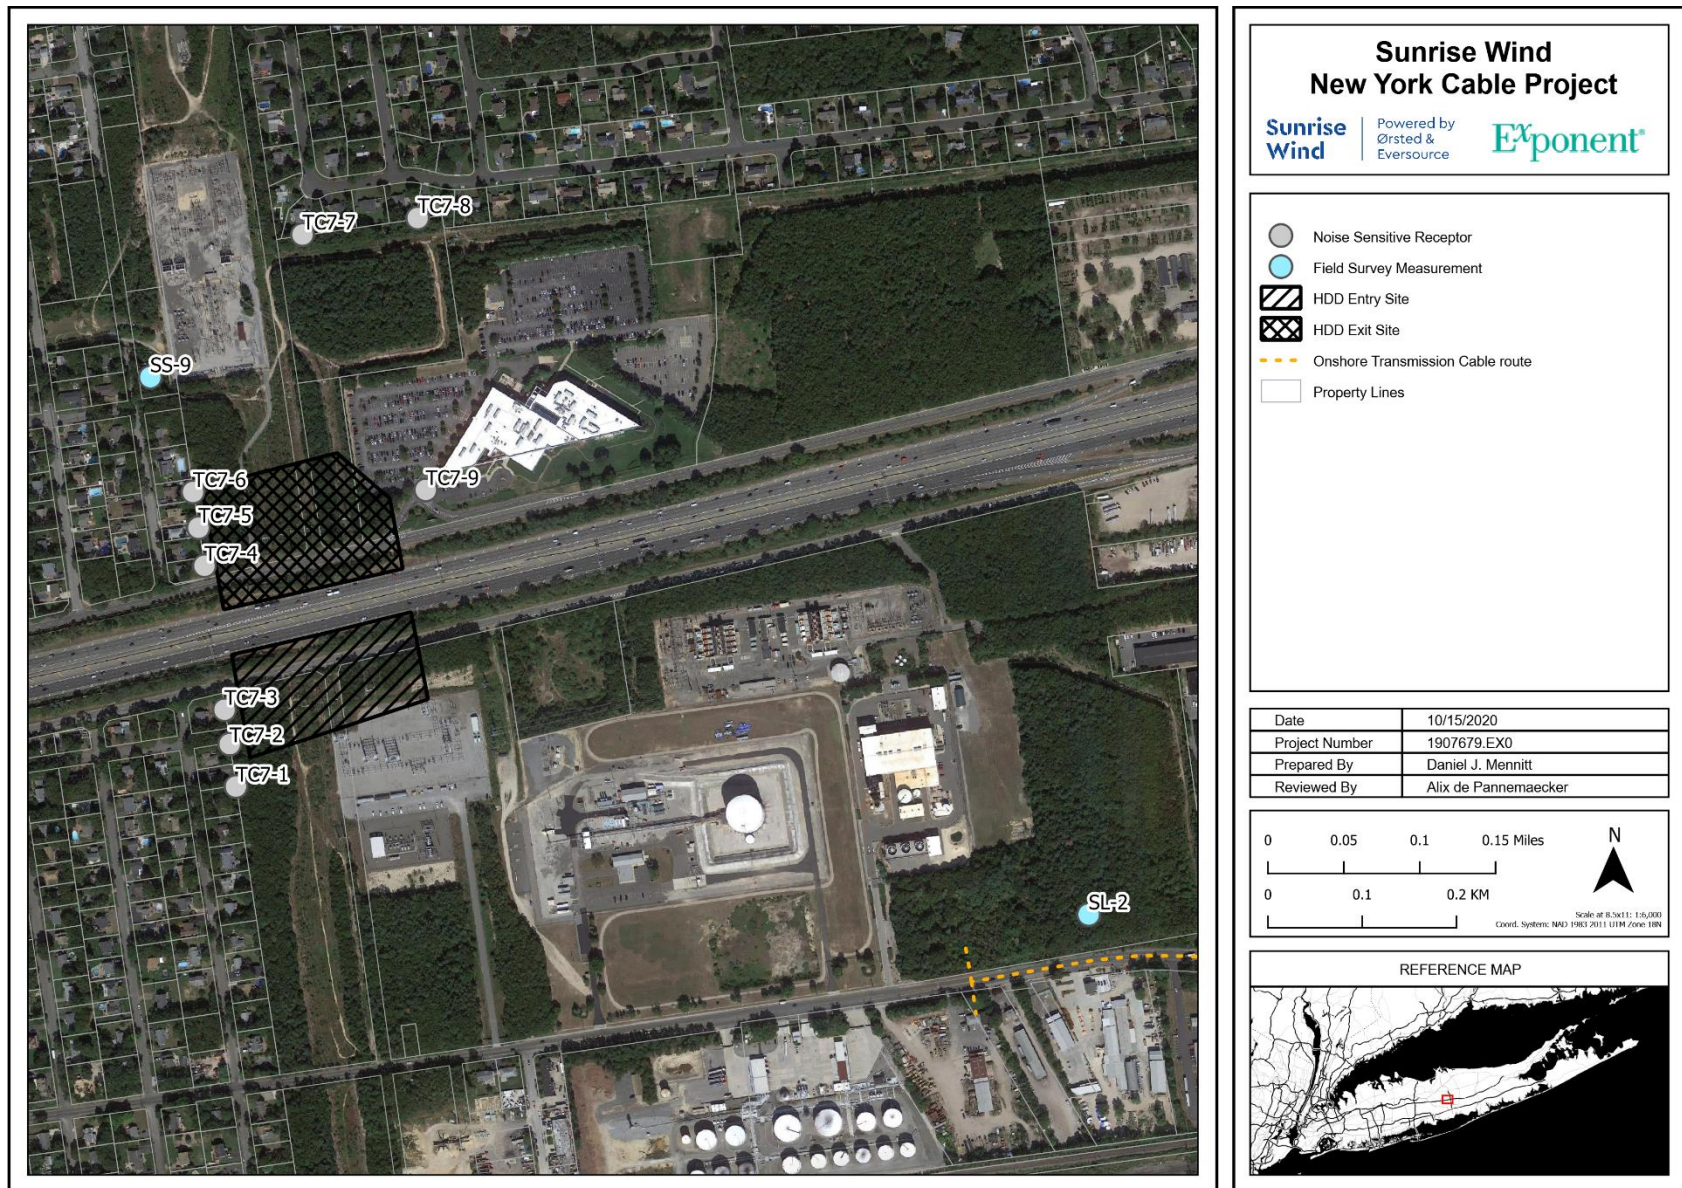 Sunrise Wind
New York Cable Project
Sunrise
Wind
Powered by
Ørsted &
Eversource
Exponent®
TC7-7
TC7-8
SS-9
TC7-6
TC7-9
TC7-5
TC7-4
TC7-3
TC7-2
TC7-1
SL-2
Noise Sensitive Receptor
Field Survey Measurement
HDD Entry Site
HDD Exit Site
Onshore Transmission Cable route
Property Lines
Date 10/15/2020
Project Number 1907679.EX0
Prepared By Daniel J. Mennitt
Reviewed By Alix de Pannemaecker
0 0.05 0.1 0.15 Miles
0 0.1 0.2 KM
N
Scale at 8.5x11: 1:6,000
Coord. System: NAD 1983 2011 UTM Zone 18N
REFERENCE MAP